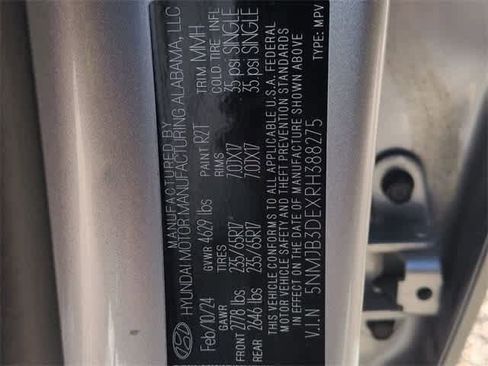 MANUFACTURED BY
HYUNDAI MOTOR MANUFACTURING ALABAMA, LLC
Feb/10/24 GVWR 4629 lbs PAINT R2T TRIM MMH
GAWR TIRES RIMS COLD TIRE INFL
FRONT 2778 lbs 235/65R17 7.0JX17 35 psi SINGLE
REAR 2646 lbs 235/65R17 7.0JX17 35 psi SINGLE
THIS VEHICLE CONFORMS TO ALL APPLICABLE U.S.A. FEDERAL
MOTOR VEHICLE SAFETY AND THEFT PREVENTION STANDARDS
IN EFFECT ON THE DATE OF MANUFACTURE SHOWN ABOVE
V.I.N 5NMJB3DEXRH388275 TYPE: MPV